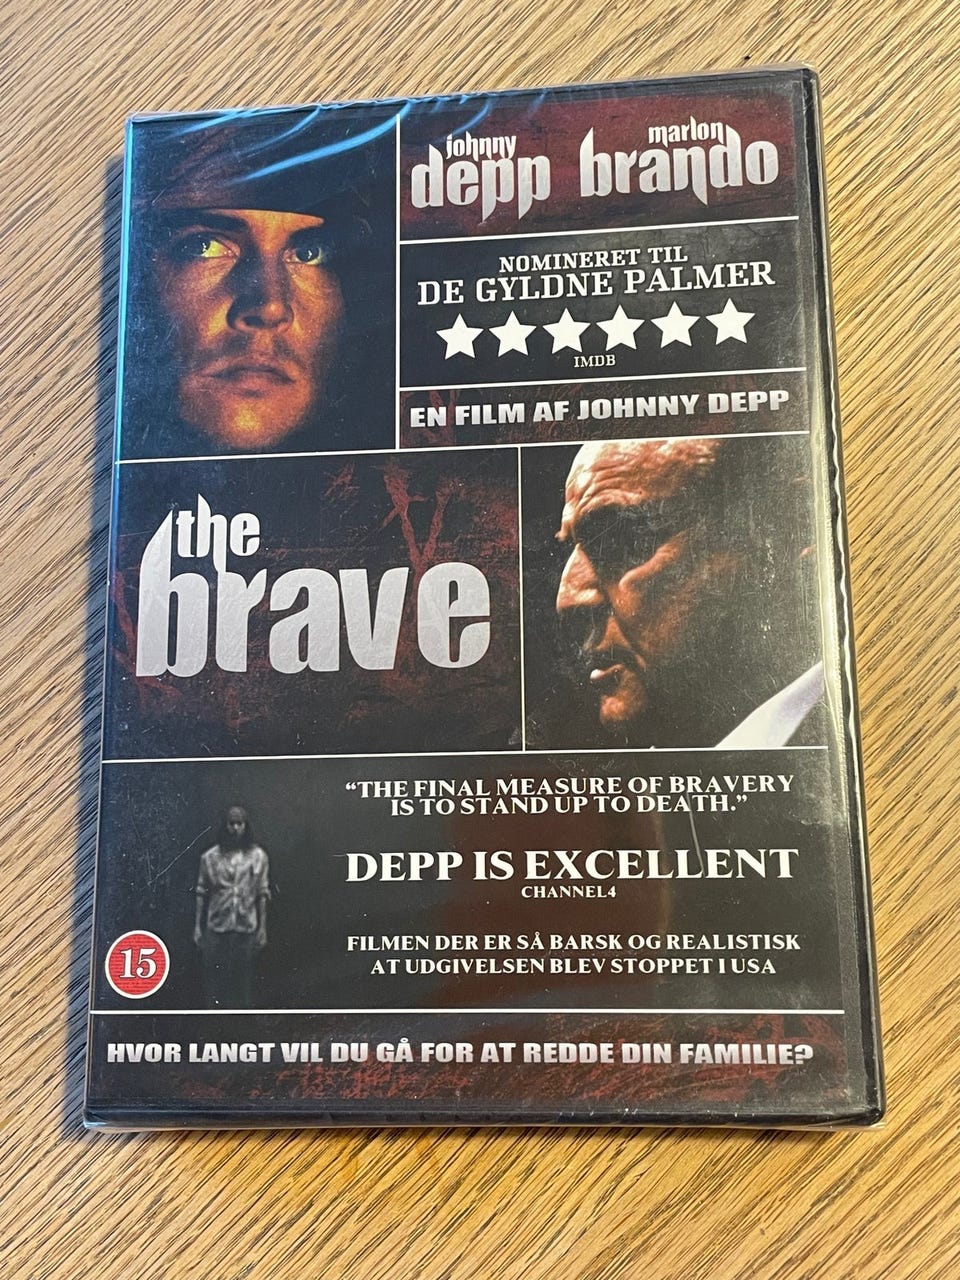 johnny marlon
depp brando
NOMINERET TIL
DE GYLDNE PALMER
IMDB
EN FILM AF JOHNNY DEPP
the
brave
"THE FINAL MEASURE OF BRAVERY
IS TO STAND UP TO DEATH."
DEPP IS EXCELLENT
CHANNEL4
FILMEN DER ER SÅ BARSK OG REALISTISK
AT UDGIVELSEN BLEV STOPPET I USA
15
HVOR LANGT VIL DU GÅ FOR AT REDDE DIN FAMILIE?